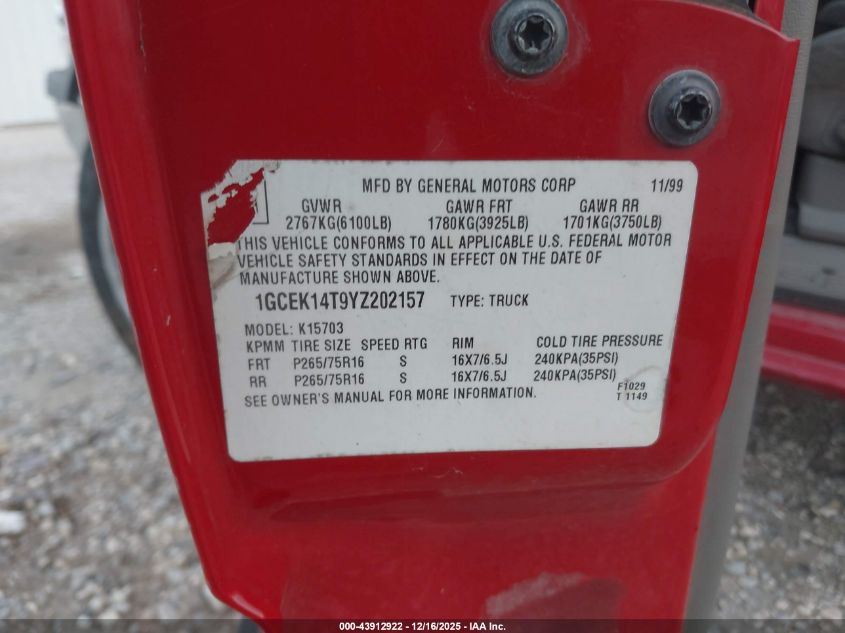 MFD BY GENERAL MOTORS CORP 11/99
GVWR GAWR FRT GAWR RR
2767KG(6100LB) 1780KG(3925LB) 1701KG(3750LB)
THIS VEHICLE CONFORMS TO ALL APPLICABLE U.S. FEDERAL MOTOR
VEHICLE SAFETY STANDARDS IN EFFECT ON THE DATE OF
MANUFACTURE SHOWN ABOVE.
1GCEK14T9YZ202157 TYPE: TRUCK
MODEL: K15703
KPMM TIRE SIZE SPEED RTG RIM COLD TIRE PRESSURE
FRT P265/75R16 S 16X7/6.5J 240KPA(35PSI)
RR P265/75R16 S 16X7/6.5J 240KPA(35PSI)
SEE OWNER'S MANUAL FOR MORE INFORMATION.
F1029
T 1149
000-43912922 - 12/16/2025 - IAA Inc.